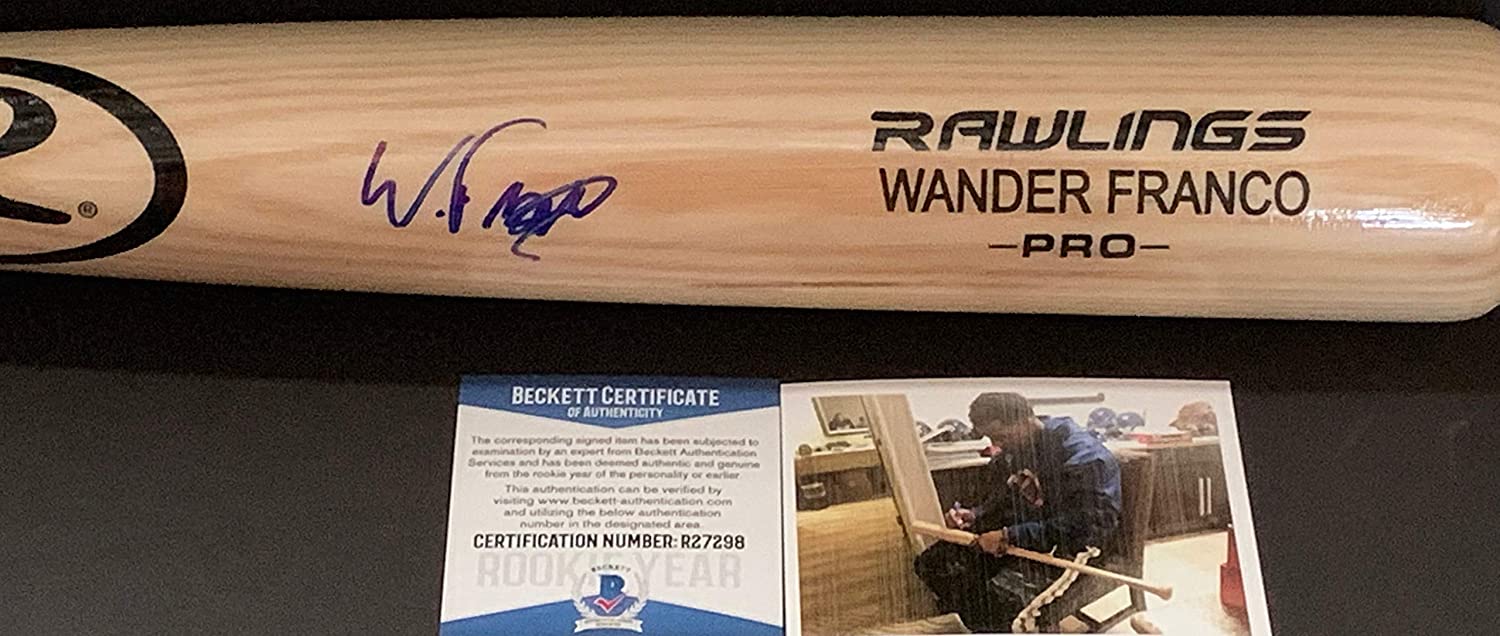 R
®
W. Franco
RAWLINGS
WANDER FRANCO
-PRO-
BECKETT CERTIFICATE
OF AUTHENTICITY
The corresponding signed item has been subjected to
examination by an expert from Beckett Authentication
Services and has been deemed authentic and genuine
from the rookie year of the personality or earlier.
This authentication can be verified by
visiting www.beckett-authentication.com
and utilizing the below authentication
number in the designated area.
CERTIFICATION NUMBER: R27298
ROOKIE YEAR
BECKETT
B